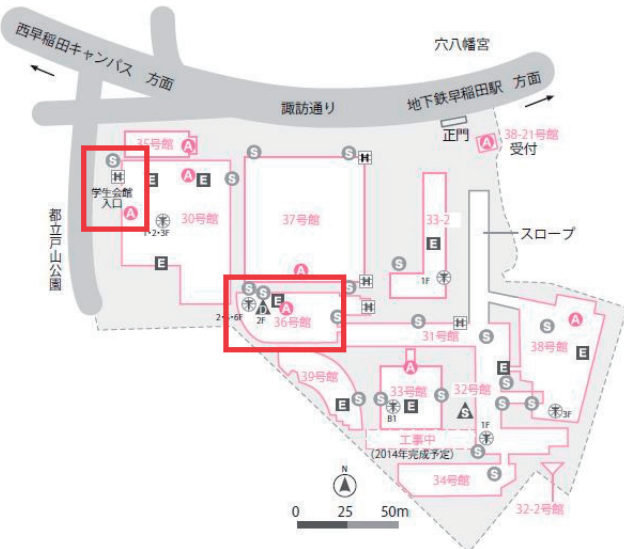 西早稲田キャンパス 方面
穴八幡宮
諏訪通り
地下鉄早稲田駅 方面
正門
38-21号館
受付
35号館
A
S
H
学生会館
入口
A
E
A
E
S
30号館
1・2・3F
E
都立戸山公園
S
S
H
37号館
A
H
S
33-2
E
S
1F
スロープ
S
S
E
A
36号館
2・・6F
D
2F
S
H
S
31号館
H
S
S
A
38号館
E
39号館
E
S
A
33号館
S
E
B1
S
32号館
S
E
S
S
S
3F
1F
工事中
(2014年完成予定)
S
S
34号館
32-2号館
N
0 25 50m